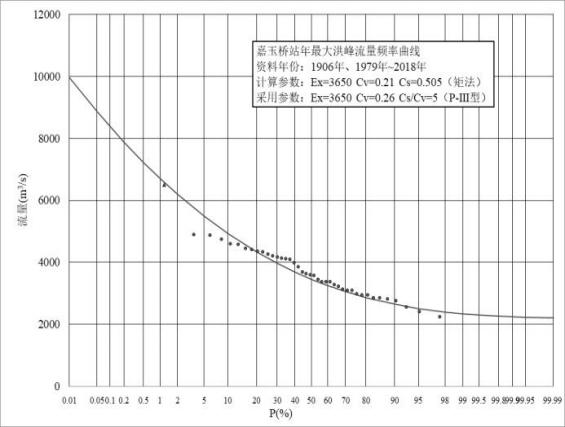 嘉玉桥站年最大洪峰流量频率曲线
资料年份：1906年、1979年~2018年
计算参数：Ex=3650 Cv=0.21 Cs=0.505（矩法）
采用参数：Ex=3650 Cv=0.26 Cs/Cv=5（P-III型）
12000
10000
8000
6000
4000
2000
0
流量(m³/s)
0.01 0.05 0.1 0.2 0.5 1 2 5 10 20 30 40 50 60 70 80 90 95 98 99 99.5 99.8 99.9 99.95 99.99
P(%)